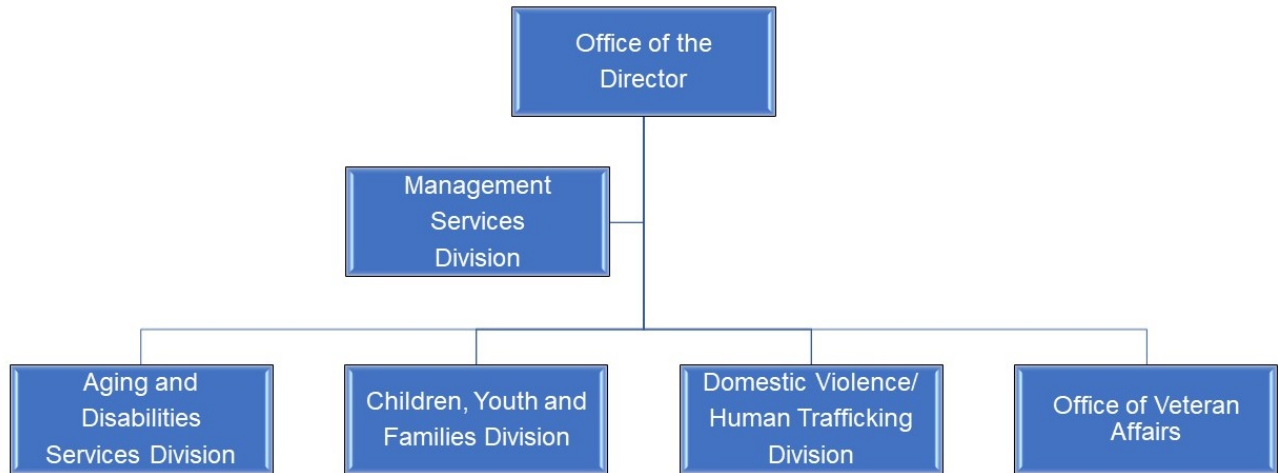 Office of the
Director
Management
Services
Division
Aging and
Disabilities
Services Division
Children, Youth and
Families Division
Domestic Violence/
Human Trafficking
Division
Office of Veteran
Affairs